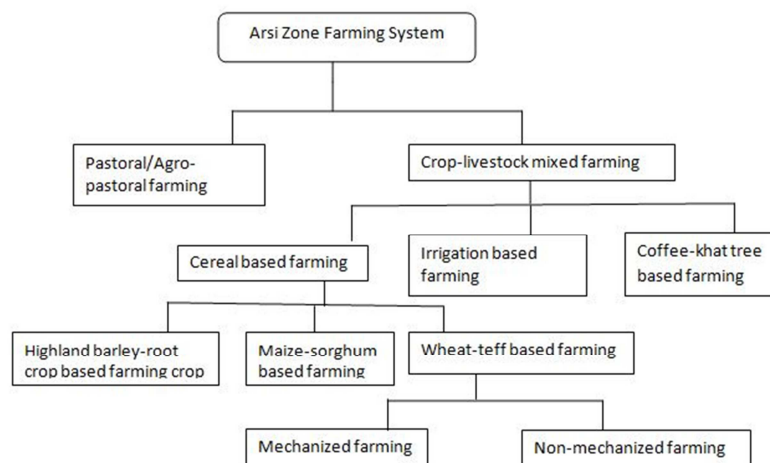 Arsi Zone Farming System
Pastoral/Agro-
pastoral farming
Crop-livestock mixed farming
Cereal based farming
Irrigation based
farming
Coffee-khat tree
based farming
Highland barley-root
crop based farming crop
Maize-sorghum
based farming
Wheat-teff based farming
Mechanized farming
Non-mechanized farming